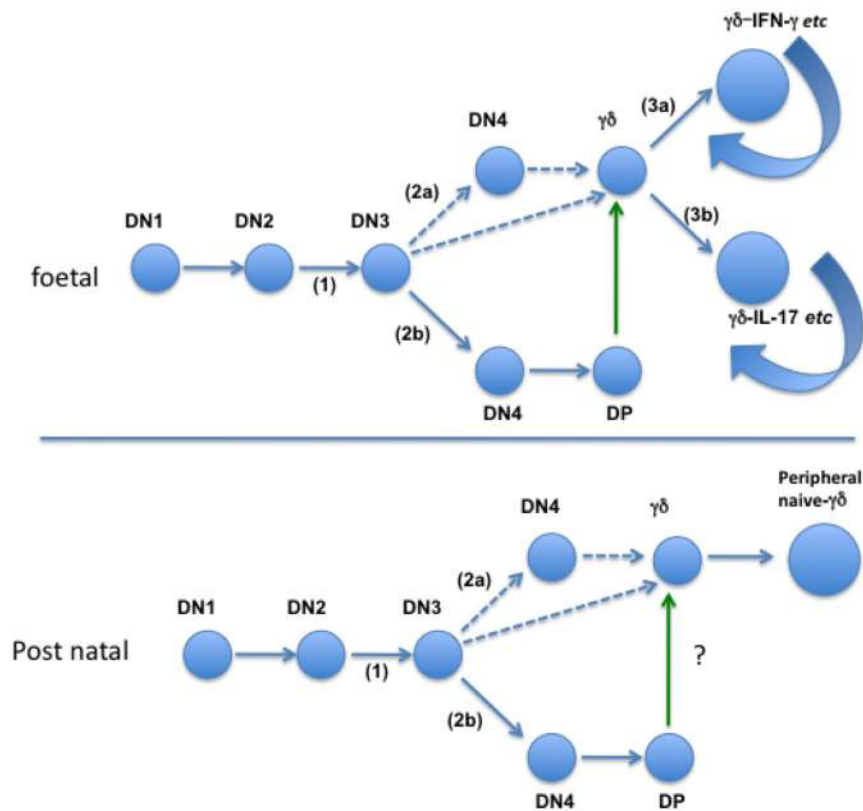 γδ-IFN-γ etc
(3a)
DN4
γδ
(2a)
(3b)
DN1
DN2
DN3
foetal
(1)
γδ-IL-17 etc
(2b)
DN4
DP
Peripheral
naive-γδ
DN4
γδ
(2a)
DN1
DN2
DN3
Post natal
(1)
?
(2b)
DN4
DP